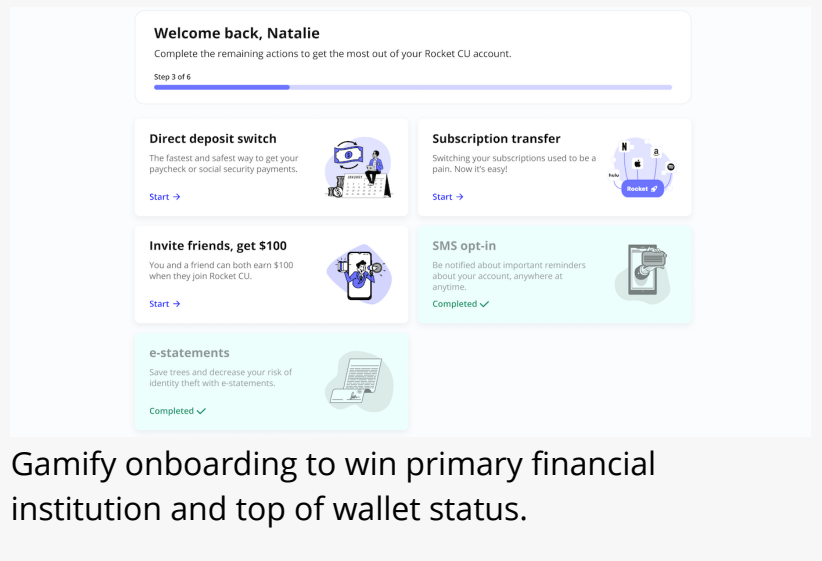 Welcome back, Natalie
Complete the remaining actions to get the most out of your Rocket CU account.
Step 3 of 6
Direct deposit switch
The fastest and safest way to get your
paycheck or social security payments.
Start →
JANUARY
Subscription transfer
Switching your subscriptions used to be a
pain. Now it's easy!
Start →
N
a
hulu
Rocket
Invite friends, get $100
You and a friend can both earn $100
when they join Rocket CU.
Start →
SMS opt-in
Be notified about important reminders
about your account, anywhere at
anytime.
Completed ✓
e-statements
Save trees and decrease your risk of
identity theft with e-statements.
Completed ✓
Gamify onboarding to win primary financial
institution and top of wallet status.